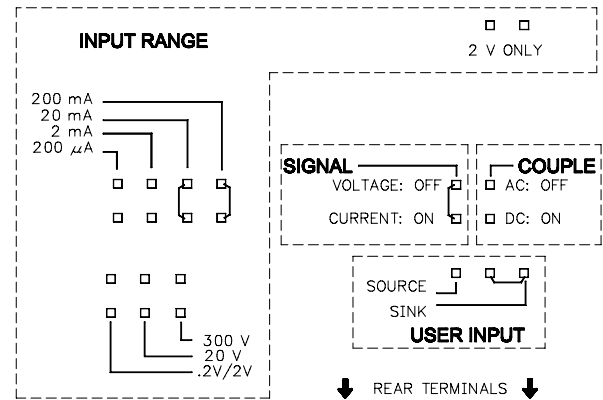 INPUT RANGE
2 V ONLY
200 mA
20 mA
2 mA
200 μA
SIGNAL
VOLTAGE: OFF
CURRENT: ON
COUPLE
AC: OFF
DC: ON
SOURCE
SINK
USER INPUT
300 V
20 V
.2V/2V
REAR TERMINALS